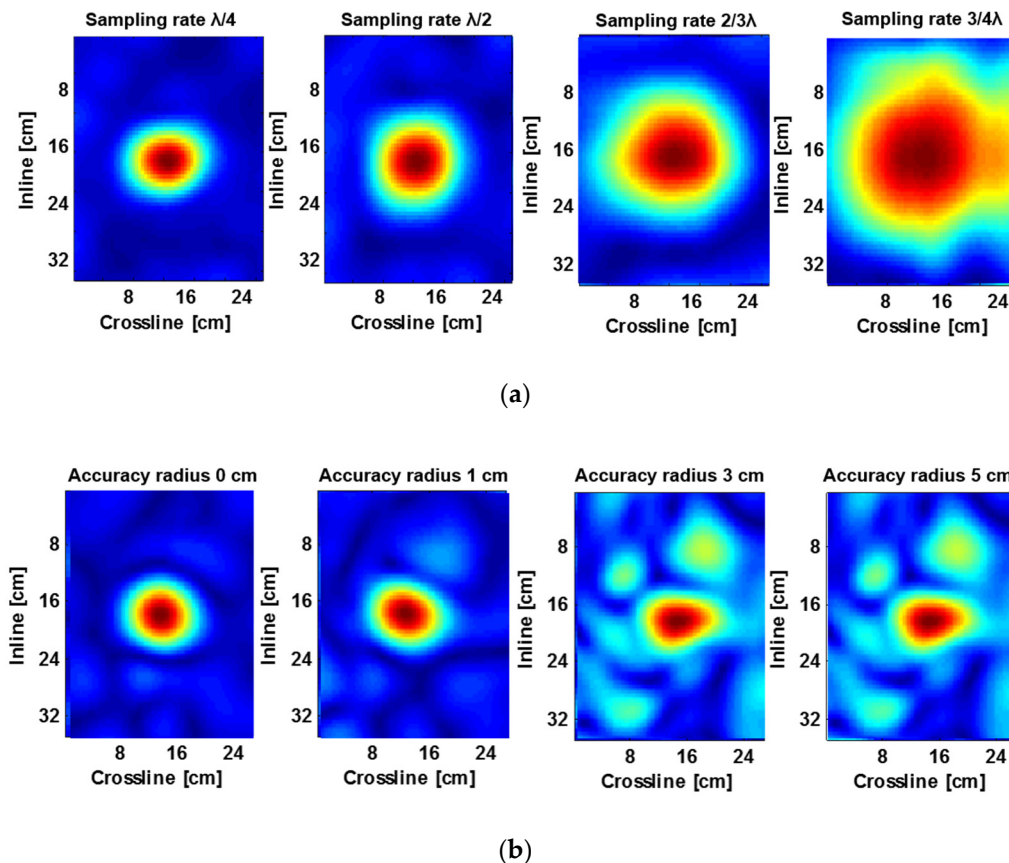 Sampling rate λ/4
Sampling rate λ/2
Sampling rate 2/3λ
Sampling rate 3/4λ
Inline [cm]
8
16
24
32
8 16 24
Crossline [cm]
Inline [cm]
8
16
24
32
8 16 24
Crossline [cm]
Inline [cm]
8
16
24
32
8 16 24
Crossline [cm]
Inline [cm]
8
16
24
32
8 16 24
Crossline [cm]
(a)
Accuracy radius 0 cm
Accuracy radius 1 cm
Accuracy radius 3 cm
Accuracy radius 5 cm
Inline [cm]
8
16
24
32
8 16 24
Crossline [cm]
Inline [cm]
8
16
24
32
8 16 24
Crossline [cm]
Inline [cm]
8
16
24
32
8 16 24
Crossline [cm]
Inline [cm]
8
16
24
32
8 16 24
Crossline [cm]
(b)